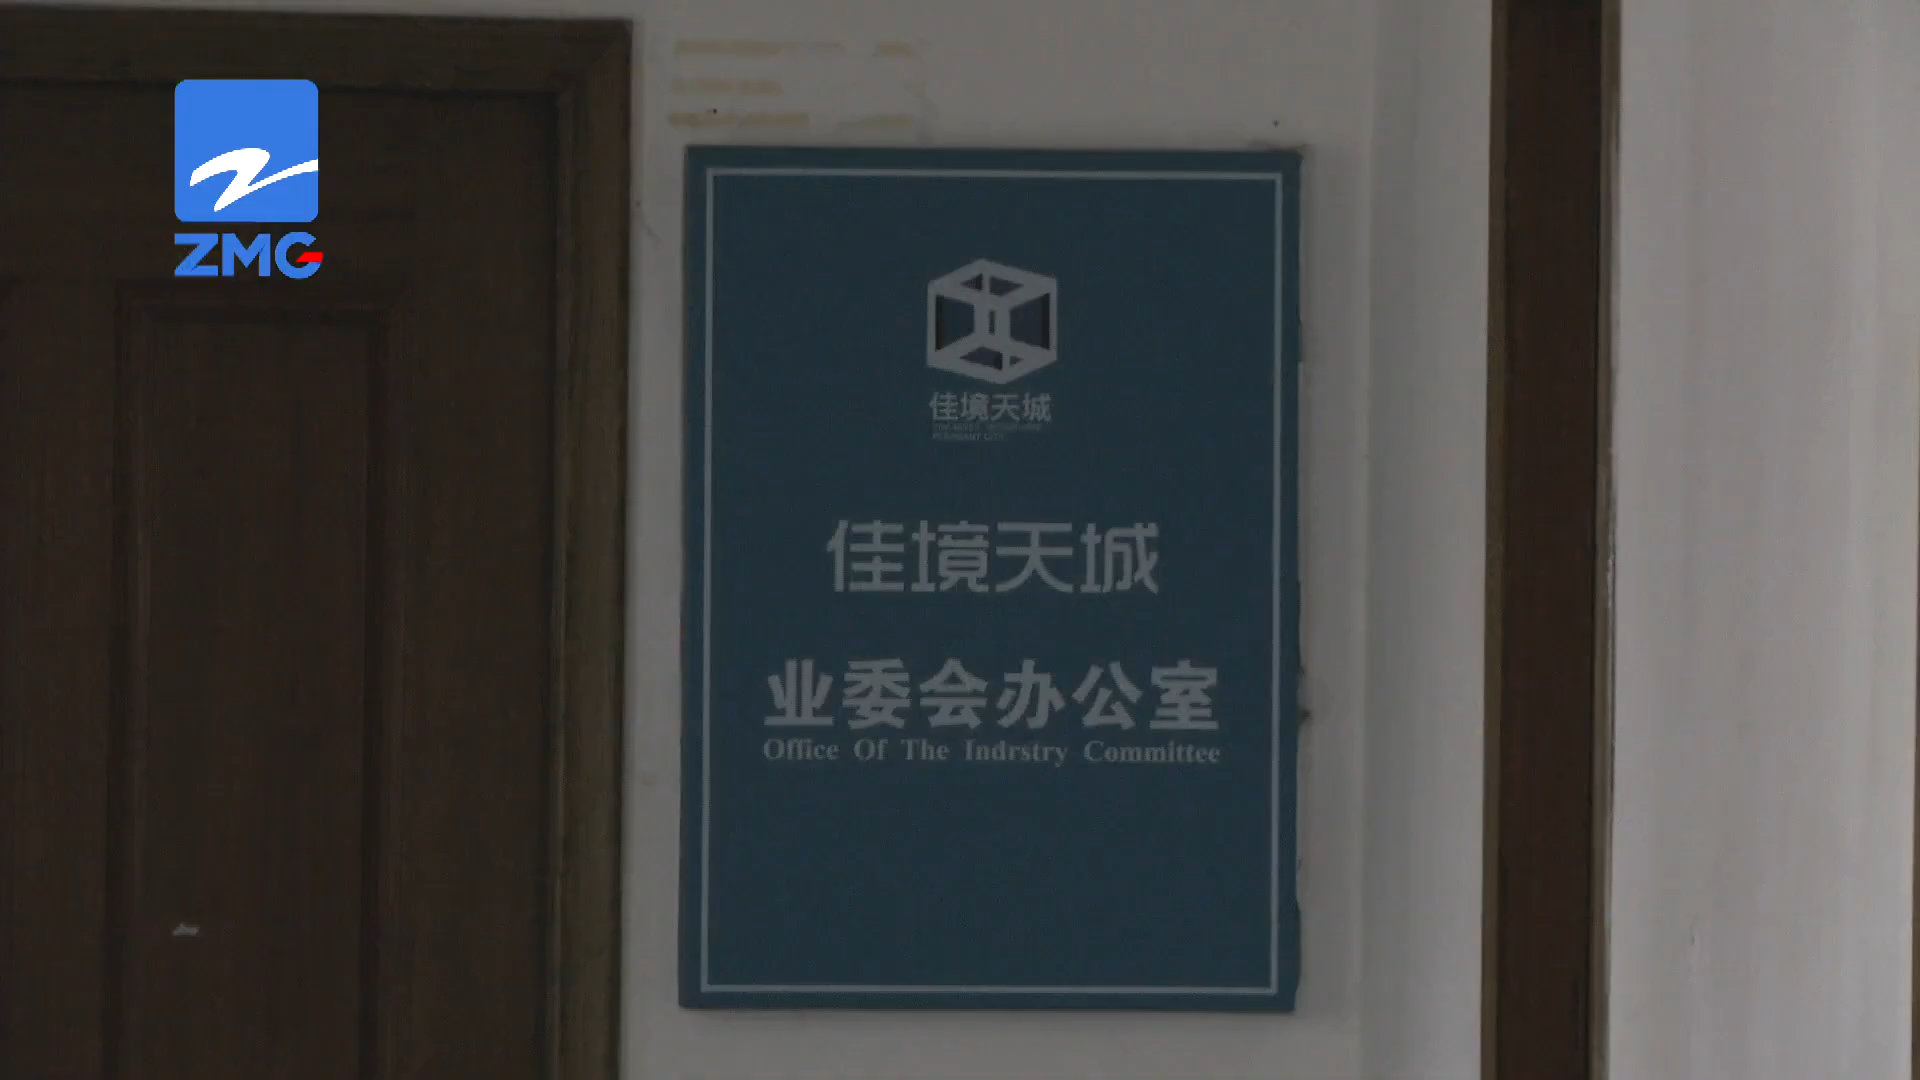 ZMG
佳境天城
佳境天城
业委会办公室
Office Of The Indrstry Committee